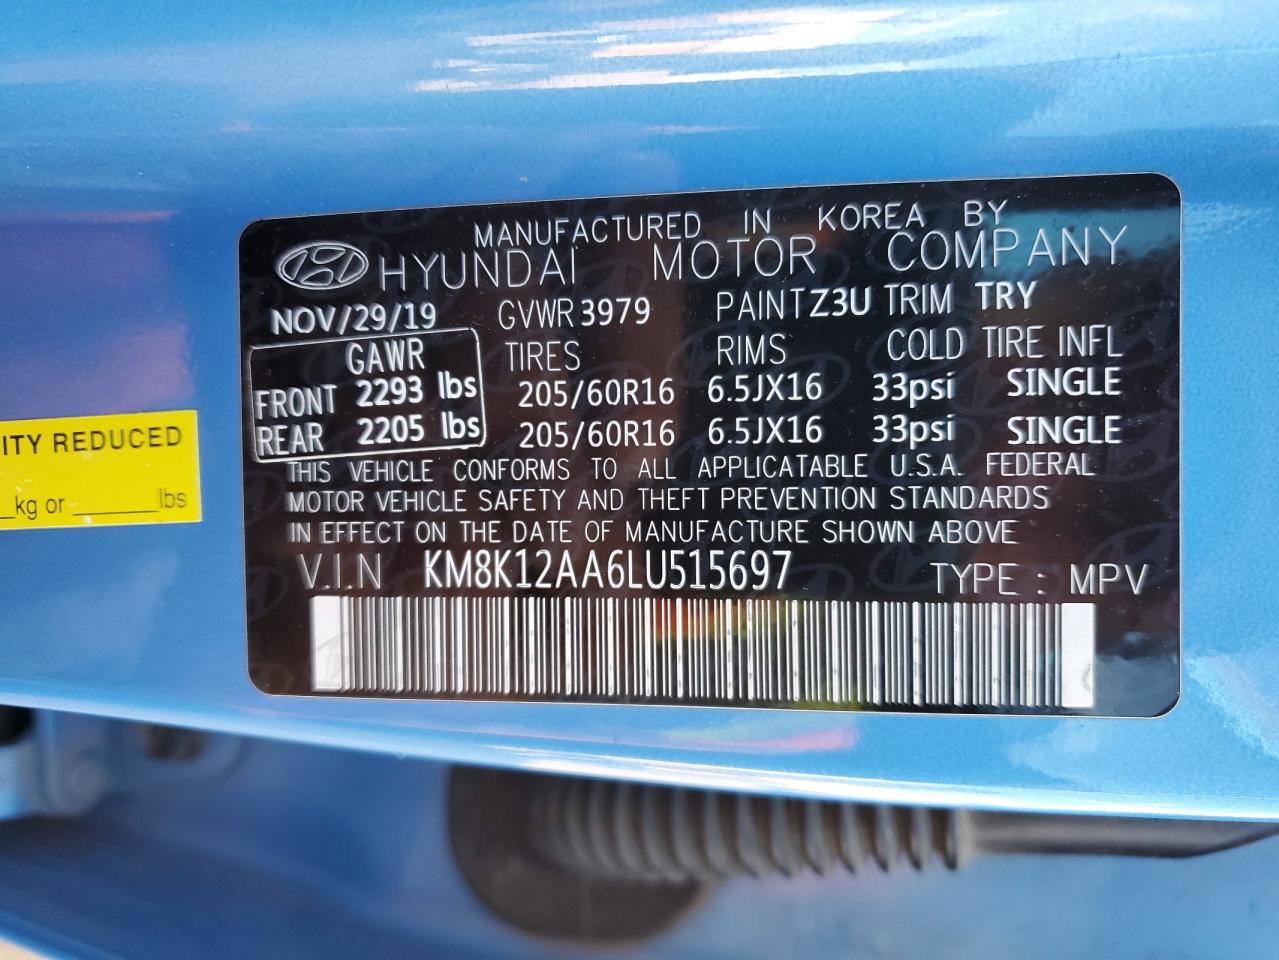 MANUFACTURED IN KOREA BY
HYUNDAI MOTOR COMPANY
NOV/29/19 GVWR 3979 PAINT Z3U TRIM TRY
GAWR TIRES RIMS COLD TIRE INFL
FRONT 2293 lbs 205/60R16 6.5JX16 33psi SINGLE
REAR 2205 lbs 205/60R16 6.5JX16 33psi SINGLE
THIS VEHICLE CONFORMS TO ALL APPLICATABLE U.S.A. FEDERAL
MOTOR VEHICLE SAFETY AND THEFT PREVENTION STANDARDS
IN EFFECT ON THE DATE OF MANUFACTURE SHOWN ABOVE
V.I.N KM8K12AA6LU515697 TYPE : MPV
ITY REDUCED
_kg or ______lbs